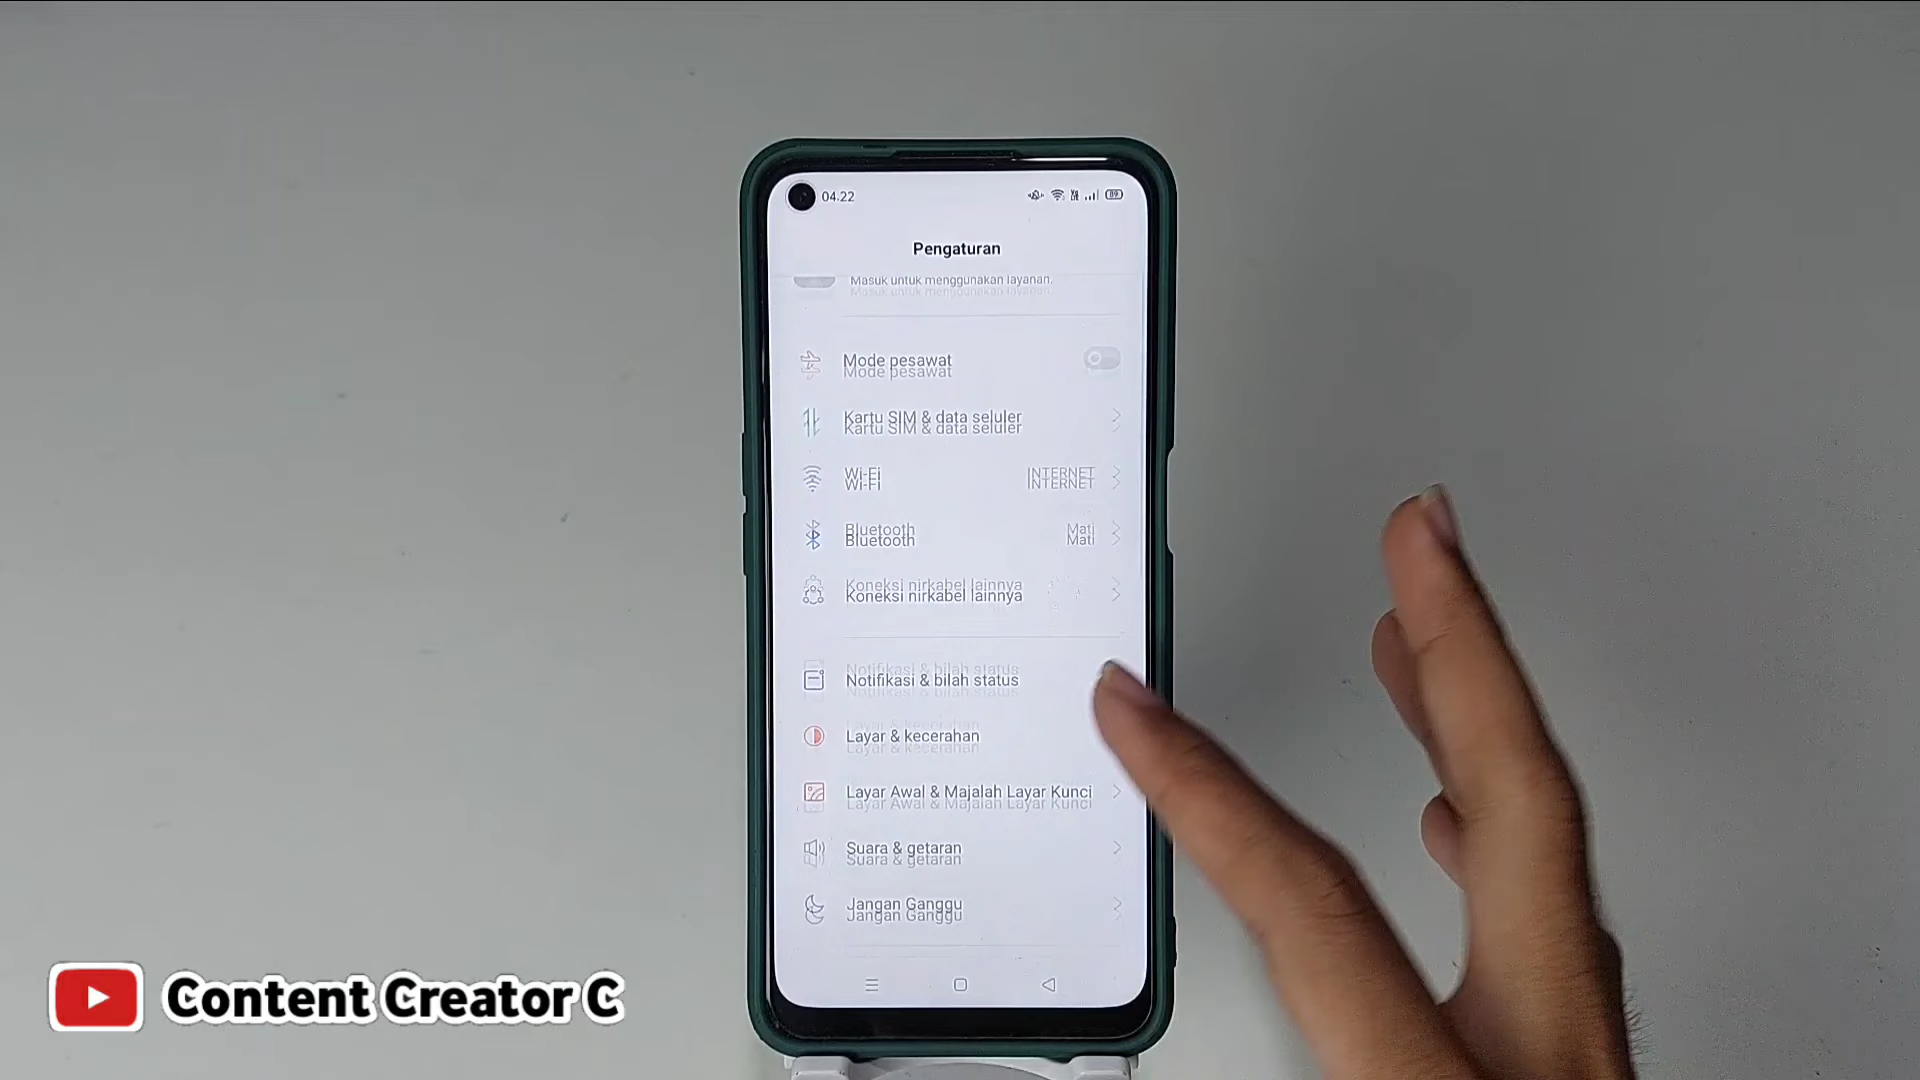 04.22
89
Pengaturan
Masuk untuk menggunakan layanan.
Mode pesawat
Kartu SIM & data seluler
Wi-Fi INTERNET
Bluetooth Mati
Koneksi nirkabel lainnya
Notifikasi & bilah status
Layar & kecerahan
Layar Awal & Majalah Layar Kunci
Suara & getaran
Jangan Ganggu
Content Creator C